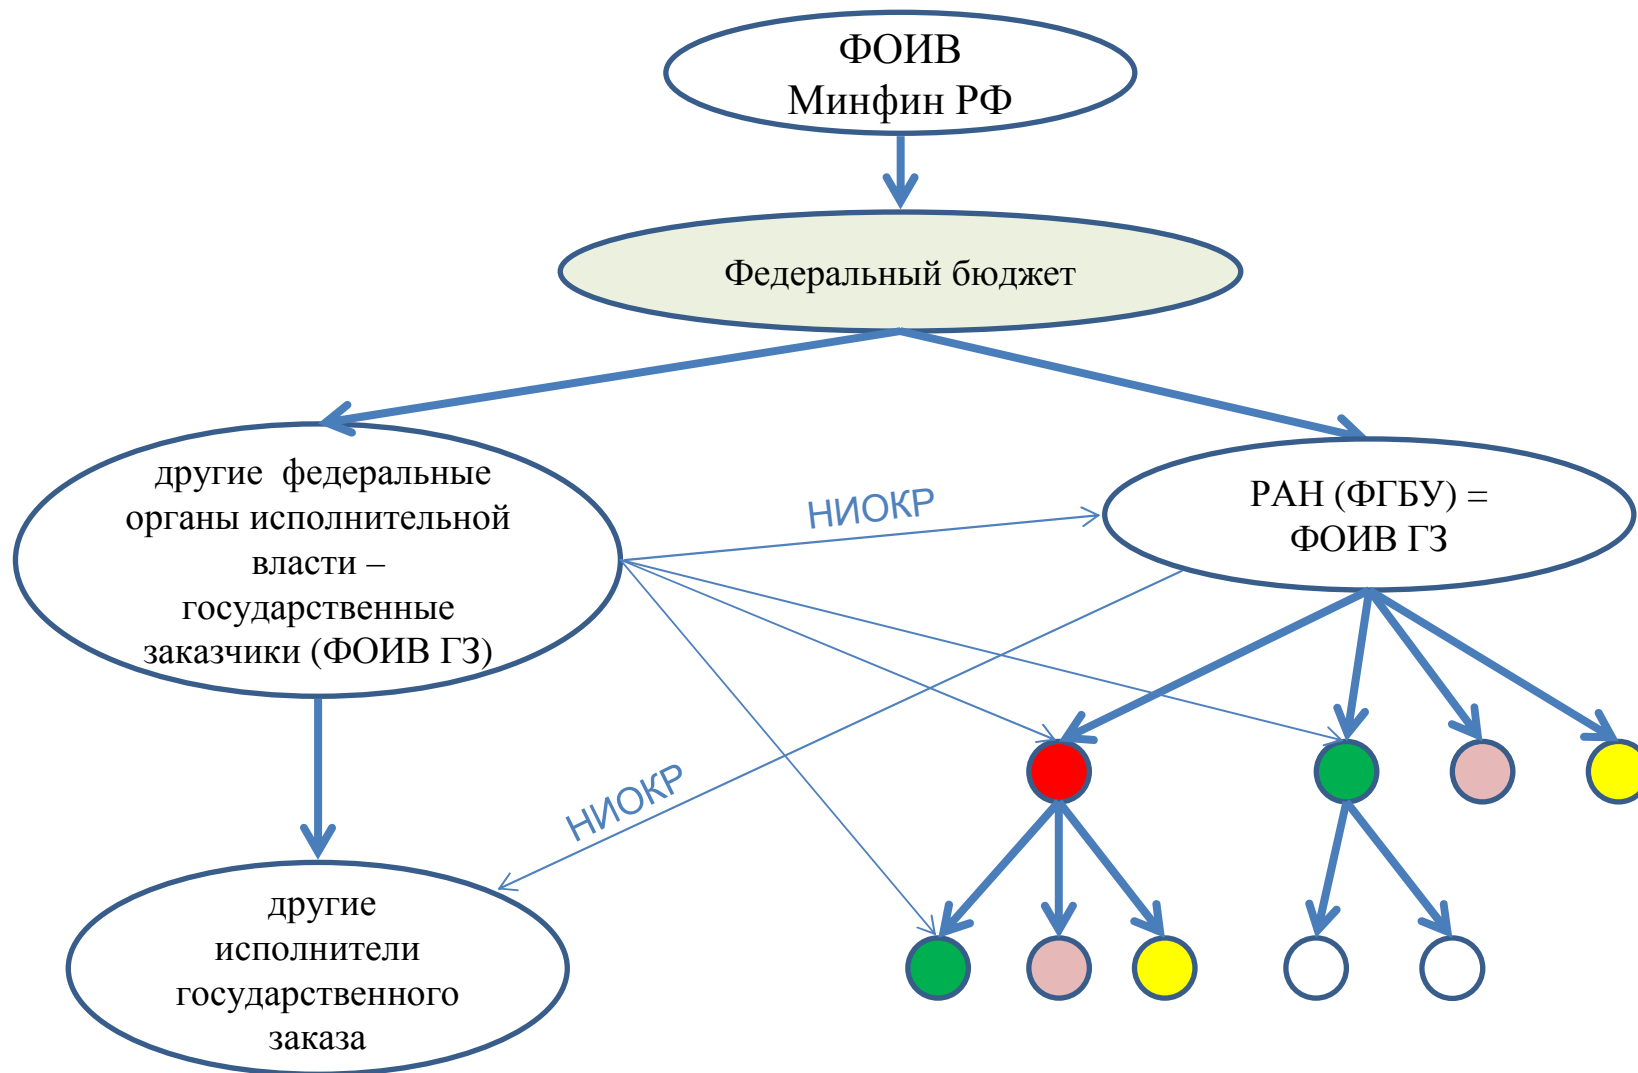 ФОИВ
Минфин РФ
Федеральный бюджет
другие федеральные
органы исполнительной
власти –
государственные
заказчики (ФОИВ ГЗ)
НИОКР
РАН (ФГБУ) =
ФОИВ ГЗ
НИОКР
другие
исполнители
государственного
заказа